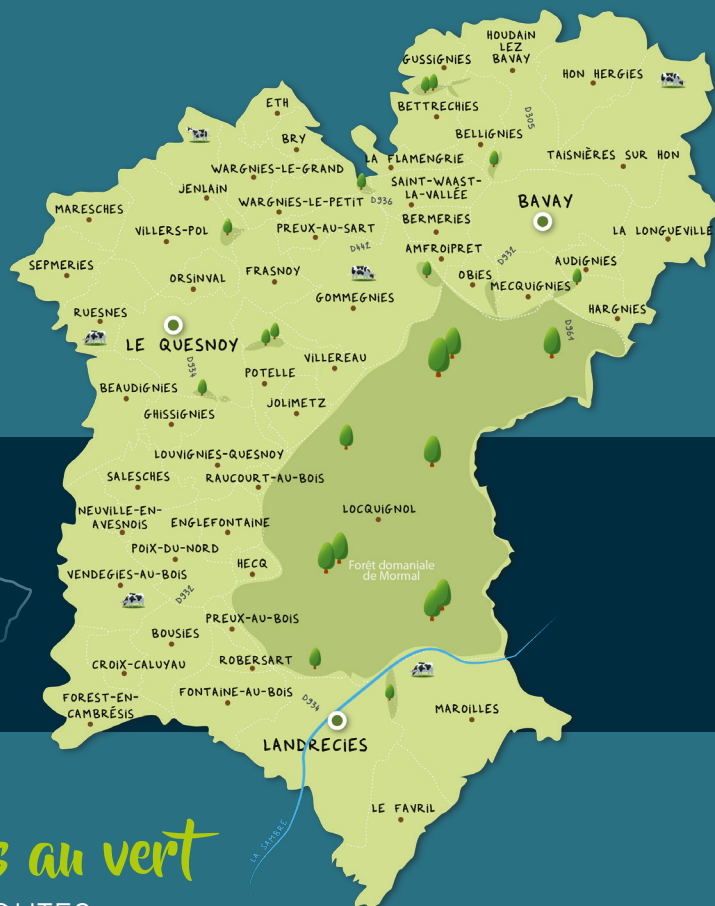 HOUDAIN
LEZ
BAVAY
GUSSIGNIES
HON HERGIES
ETH
BETTRECHIES
D305
BRY
BELLIGNIES
LA FLAMENGRIE
TAISNIÈRES SUR HON
WARGNIES-LE-GRAND
SAINT-WAAST-
LA-VALLÉE
JENLAIN
WARGNIES-LE-PETIT
D936
BAVAY
MARESCHES
BERMERIES
VILLERS-POL
PREUX-AU-SART
LA LONGUEVILLE
D442
AMFROIPRET
D932
AUDIGNIES
SEPMERIES
ORSINVAL
FRASNOY
OBIES
MECQUIGNIES
GOMMEGNIES
HARGNIES
RUESNES
D961
LE QUESNOY
VILLEREAU
D934
POTELLE
BEAUDIGNIES
JOLIMETZ
GHISSIGNIES
LOUVIGNIES-QUESNOY
SALESCHES
RAUCOURT-AU-BOIS
NEUVILLE-EN-
AVESNOIS
ENGLEFONTAINE
LOCQUIGNOL
POIX-DU-NORD
HECQ
Forêt domaniale
de Mormal
VENDEGIES-AU-BOIS
D932
PREUX-AU-BOIS
BOUSIES
CROIX-CALUYAU
ROBERSART
FOREST-EN-
CAMBRÉSIS
FONTAINE-AU-BOIS
D934
MAROILLES
LANDRECIES
LE FAVRIL
LA SAMBRE
s au vert